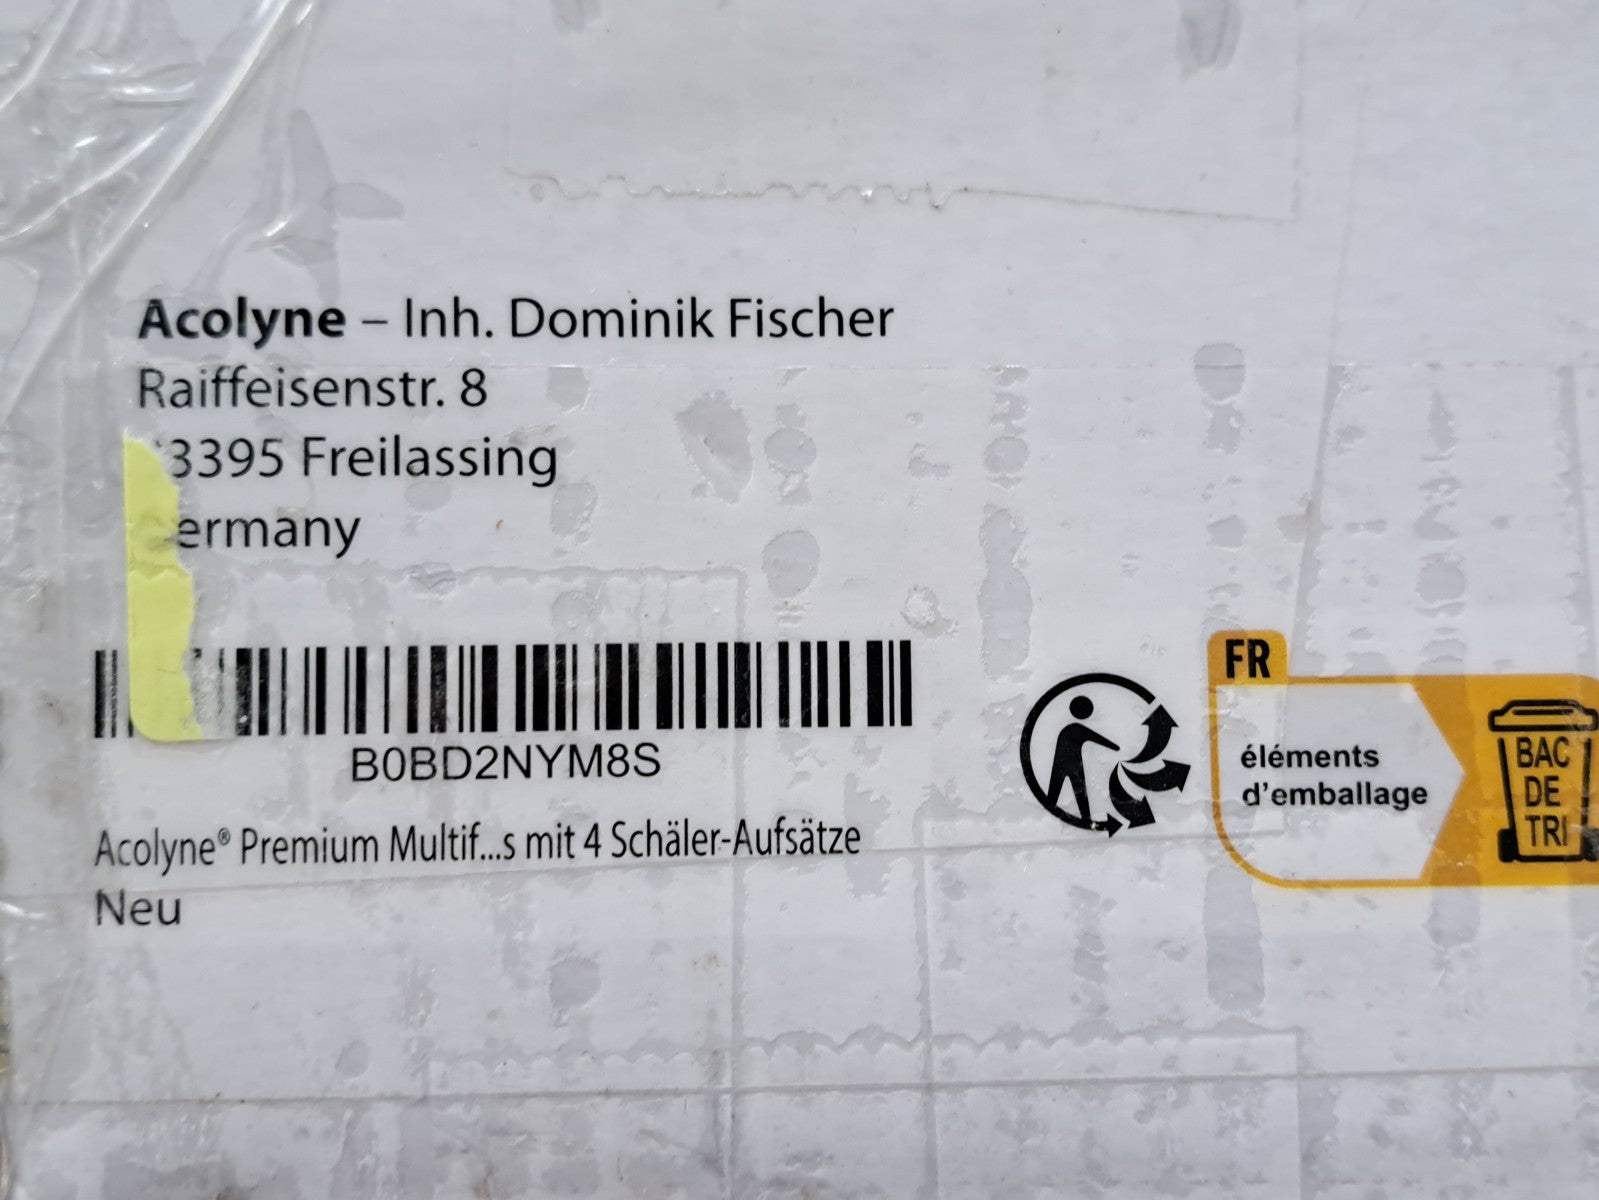 Acolyne – Inh. Dominik Fischer
Raiffeisenstr. 8
3395 Freilassing
ermany
B0BD2NYM8S
Acolyne® Premium Multif...s mit 4 Schäler-Aufsätze
Neu
FR
éléments
d'emballage
BAC
DE
TRI